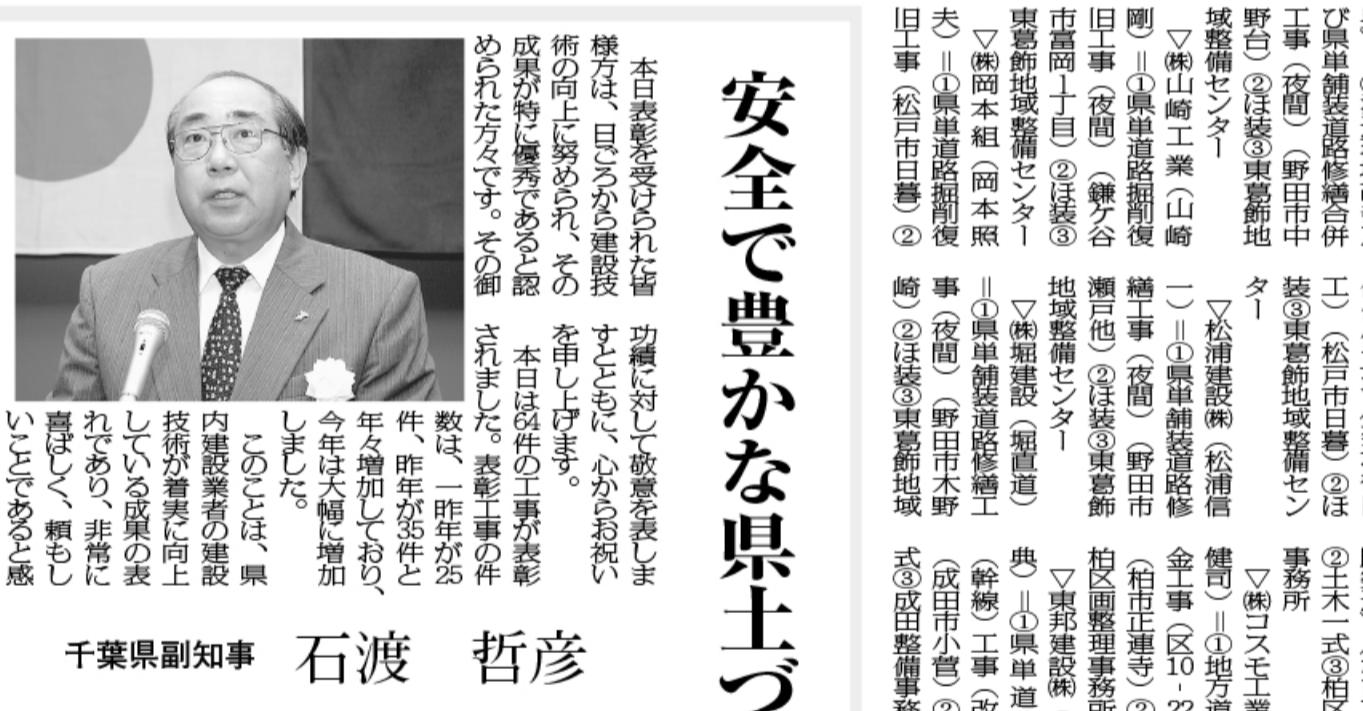 安全で豊かな県土づ
本日表彰を受けられた皆
様方は、日ごろから建設技
術の向上に努められ、その
成果が特に優秀であると認
められた方々です。その御
功績に対して敬意を表しま
すとともに、心からお祝い
を申し上げます。
本日は64件の工事が表彰
されました。表彰工事の件
数は、一昨年が25
件、昨年が35件と
年々増加しており、
今年は大幅に増加
しました。
このことは、県
内建設業者の建設
技術が着実に向上
している成果の表
れであり、非常に
喜ばしく、頼もし
いことであると感
千葉県副知事 石渡 哲彦
び県単舗装道路修繕合併
工事（夜間）（野田市中
野台）②ほ装③東葛飾地
域整備センター
▽㈱山崎工業（山崎
剛）＝①県単道路掘削復
旧工事（夜間）（鎌ケ谷
市富岡1丁目）②ほ装③
東葛飾地域整備センター
▽㈱岡本組（岡本照
夫）＝①県単道路掘削復
旧工事（松戸市日暮）②
工）（松戸市日暮）②ほ
装③東葛飾地域整備セン
ター
▽松浦建設㈱（松浦信
一）＝①県単舗装道路修
繕工事（夜間）（野田市
瀬戸他）②ほ装③東葛飾
地域整備センター
▽㈱堀建設（堀直道）
＝①県単舗装道路修繕工
事（夜間）（野田市木野
崎）②ほ装③東葛飾地域
②土木一式③柏区
事務所
▽㈱コスモ工業
健司）＝①地方道
金工事（区10-22
（柏市正連寺）②
柏区画整理事務所
▽東邦建設㈱
典）＝①県単道
（幹線）工事（改
（成田市小菅）②
式③成田整備事務